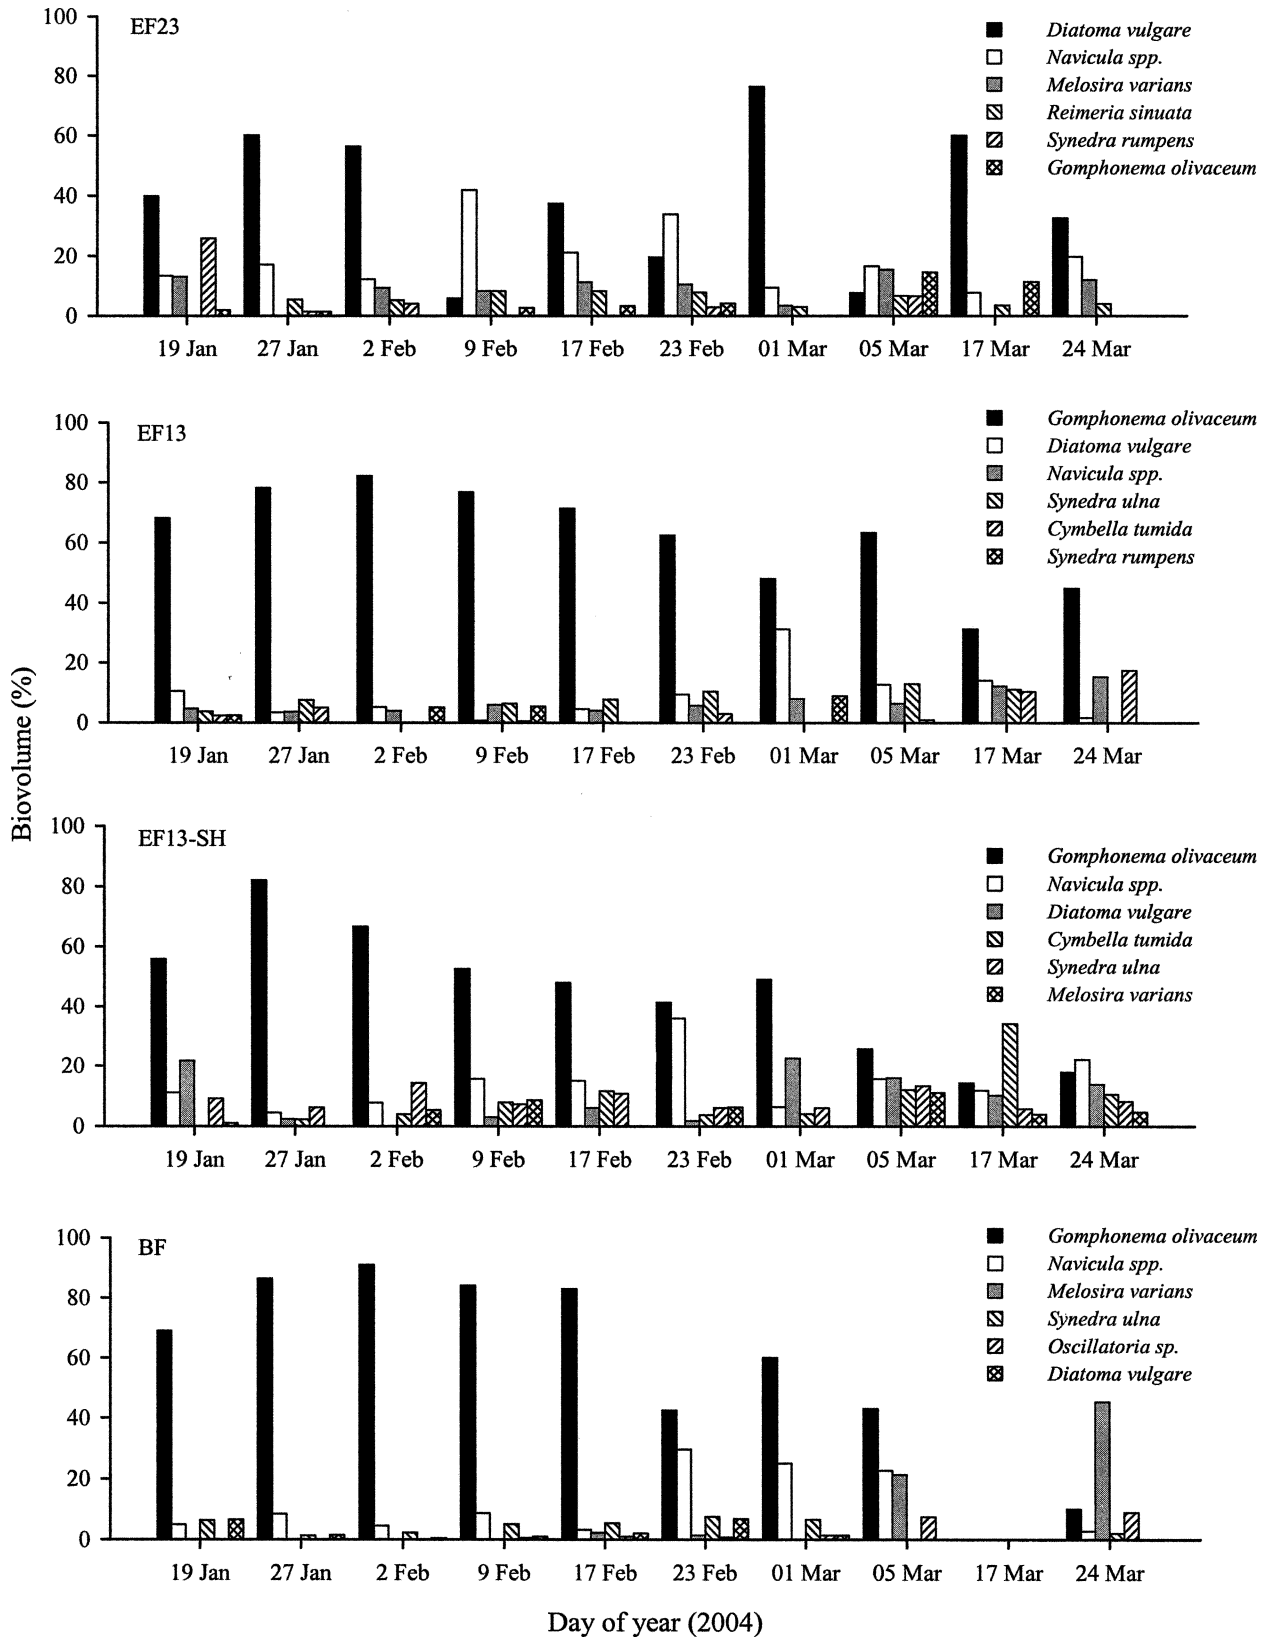 EF23
100
80
60
40
20
0
Diatoma vulgare
Navicula spp.
Melosira varians
Reimeria sinuata
Synedra rumpens
Gomphonema olivaceum
19 Jan 27 Jan 2 Feb 9 Feb 17 Feb 23 Feb 01 Mar 05 Mar 17 Mar 24 Mar
EF13
100
80
60
40
20
0
Gomphonema olivaceum
Diatoma vulgare
Navicula spp.
Synedra ulna
Cymbella tumida
Synedra rumpens
19 Jan 27 Jan 2 Feb 9 Feb 17 Feb 23 Feb 01 Mar 05 Mar 17 Mar 24 Mar
Biovolume (%)
EF13-SH
100
80
60
40
20
0
Gomphonema olivaceum
Navicula spp.
Diatoma vulgare
Cymbella tumida
Synedra ulna
Melosira varians
19 Jan 27 Jan 2 Feb 9 Feb 17 Feb 23 Feb 01 Mar 05 Mar 17 Mar 24 Mar
BF
100
80
60
40
20
0
Gomphonema olivaceum
Navicula spp.
Melosira varians
Synedra ulna
Oscillatoria sp.
Diatoma vulgare
19 Jan 27 Jan 2 Feb 9 Feb 17 Feb 23 Feb 01 Mar 05 Mar 17 Mar 24 Mar
Day of year (2004)